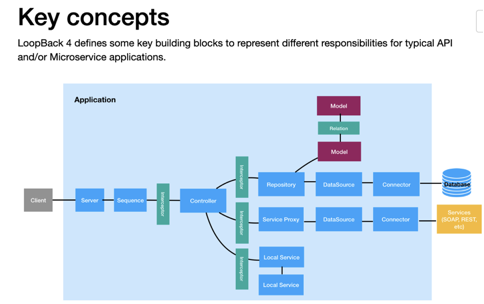 Key concepts
LoopBack 4 defines some key building blocks to represent different responsibilities for typical API
and/or Microservice applications.
Application
Model
Relation
Model
Client
Server
Sequence
Interceptor
Controller
Interceptor
Repository
DataSource
Connector
Database
Interceptor
Service Proxy
DataSource
Connector
Services
(SOAP, REST,
etc)
Interceptor
Local Service
Local Service